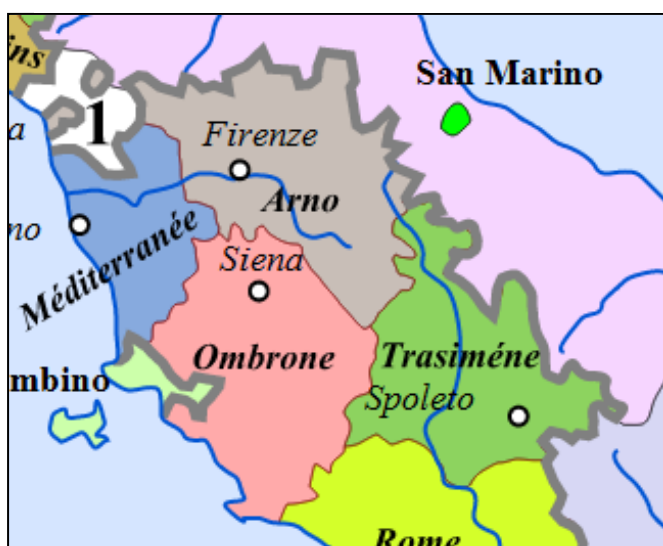 ins
San Marino
1
a
Firenze
Arno
no
Méditerranée
Siena
Ombrone
Trasiméne
mbino
Spoleto
Rome